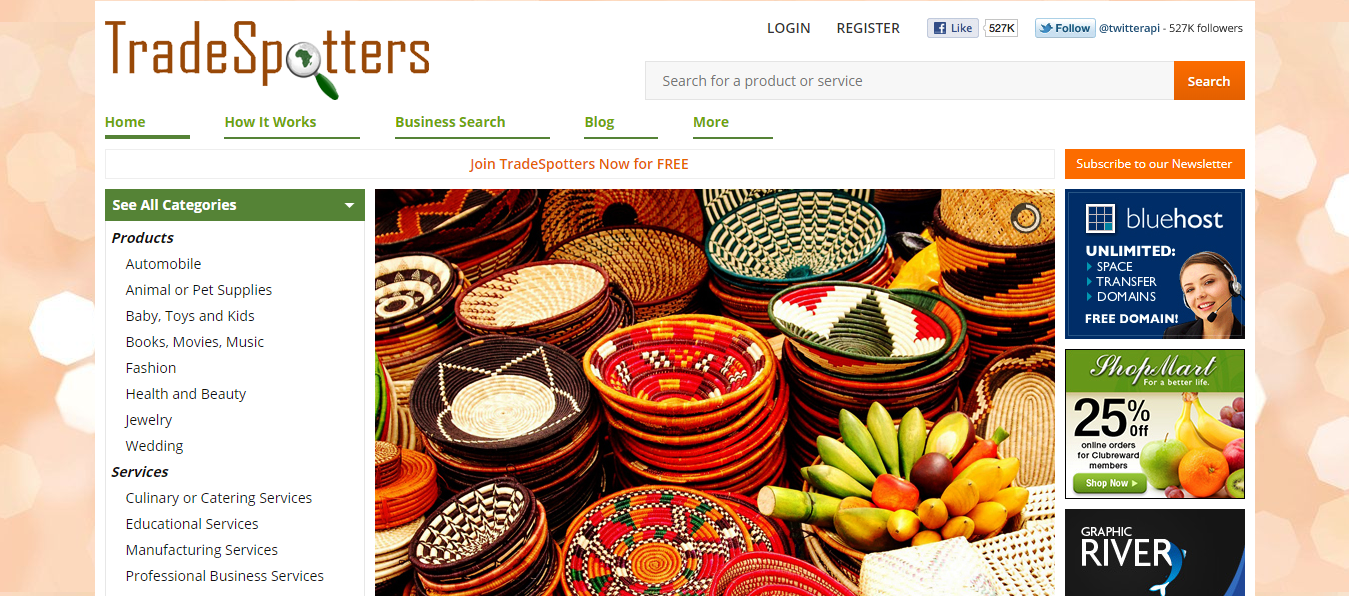 TradeSpotters
LOGIN
REGISTER
Like
527K
Follow
@twitterapi - 527K followers
Search for a product or service
Search
Home
How It Works
Business Search
Blog
More
Join TradeSpotters Now for FREE
Subscribe to our Newsletter
See All Categories
Products
Automobile
Animal or Pet Supplies
Baby, Toys and Kids
Books, Movies, Music
Fashion
Health and Beauty
Jewelry
Wedding
Services
Culinary or Catering Services
Educational Services
Manufacturing Services
Professional Business Services
bluehost
UNLIMITED:
SPACE
TRANSFER
DOMAINS
FREE DOMAIN!
ShopMart
For a better life.
25% Off
online orders
for Clubreward
members
Shop Now
GRAPHIC
RIVER